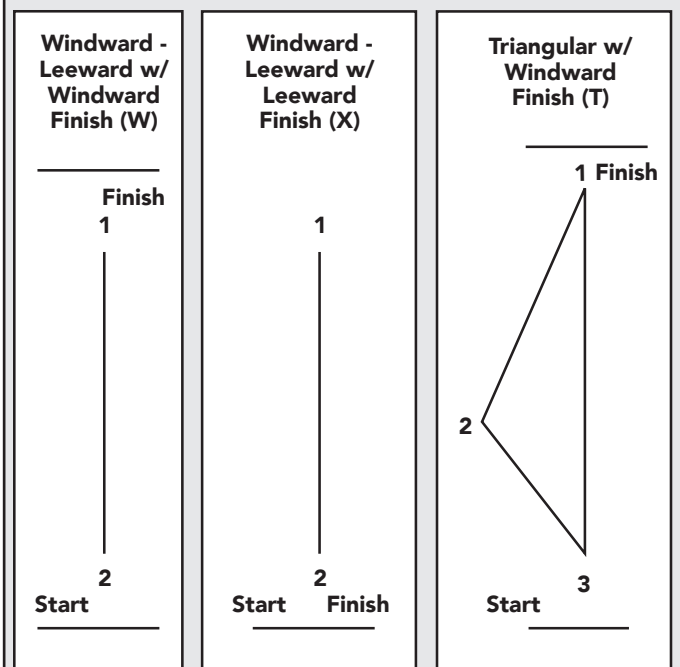 Windward -
Leeward w/
Windward
Finish (W)
Finish
1
2
Start
Windward -
Leeward w/
Leeward
Finish (X)
1
2
Start Finish
Triangular w/
Windward
Finish (T)
1 Finish
2
3
Start